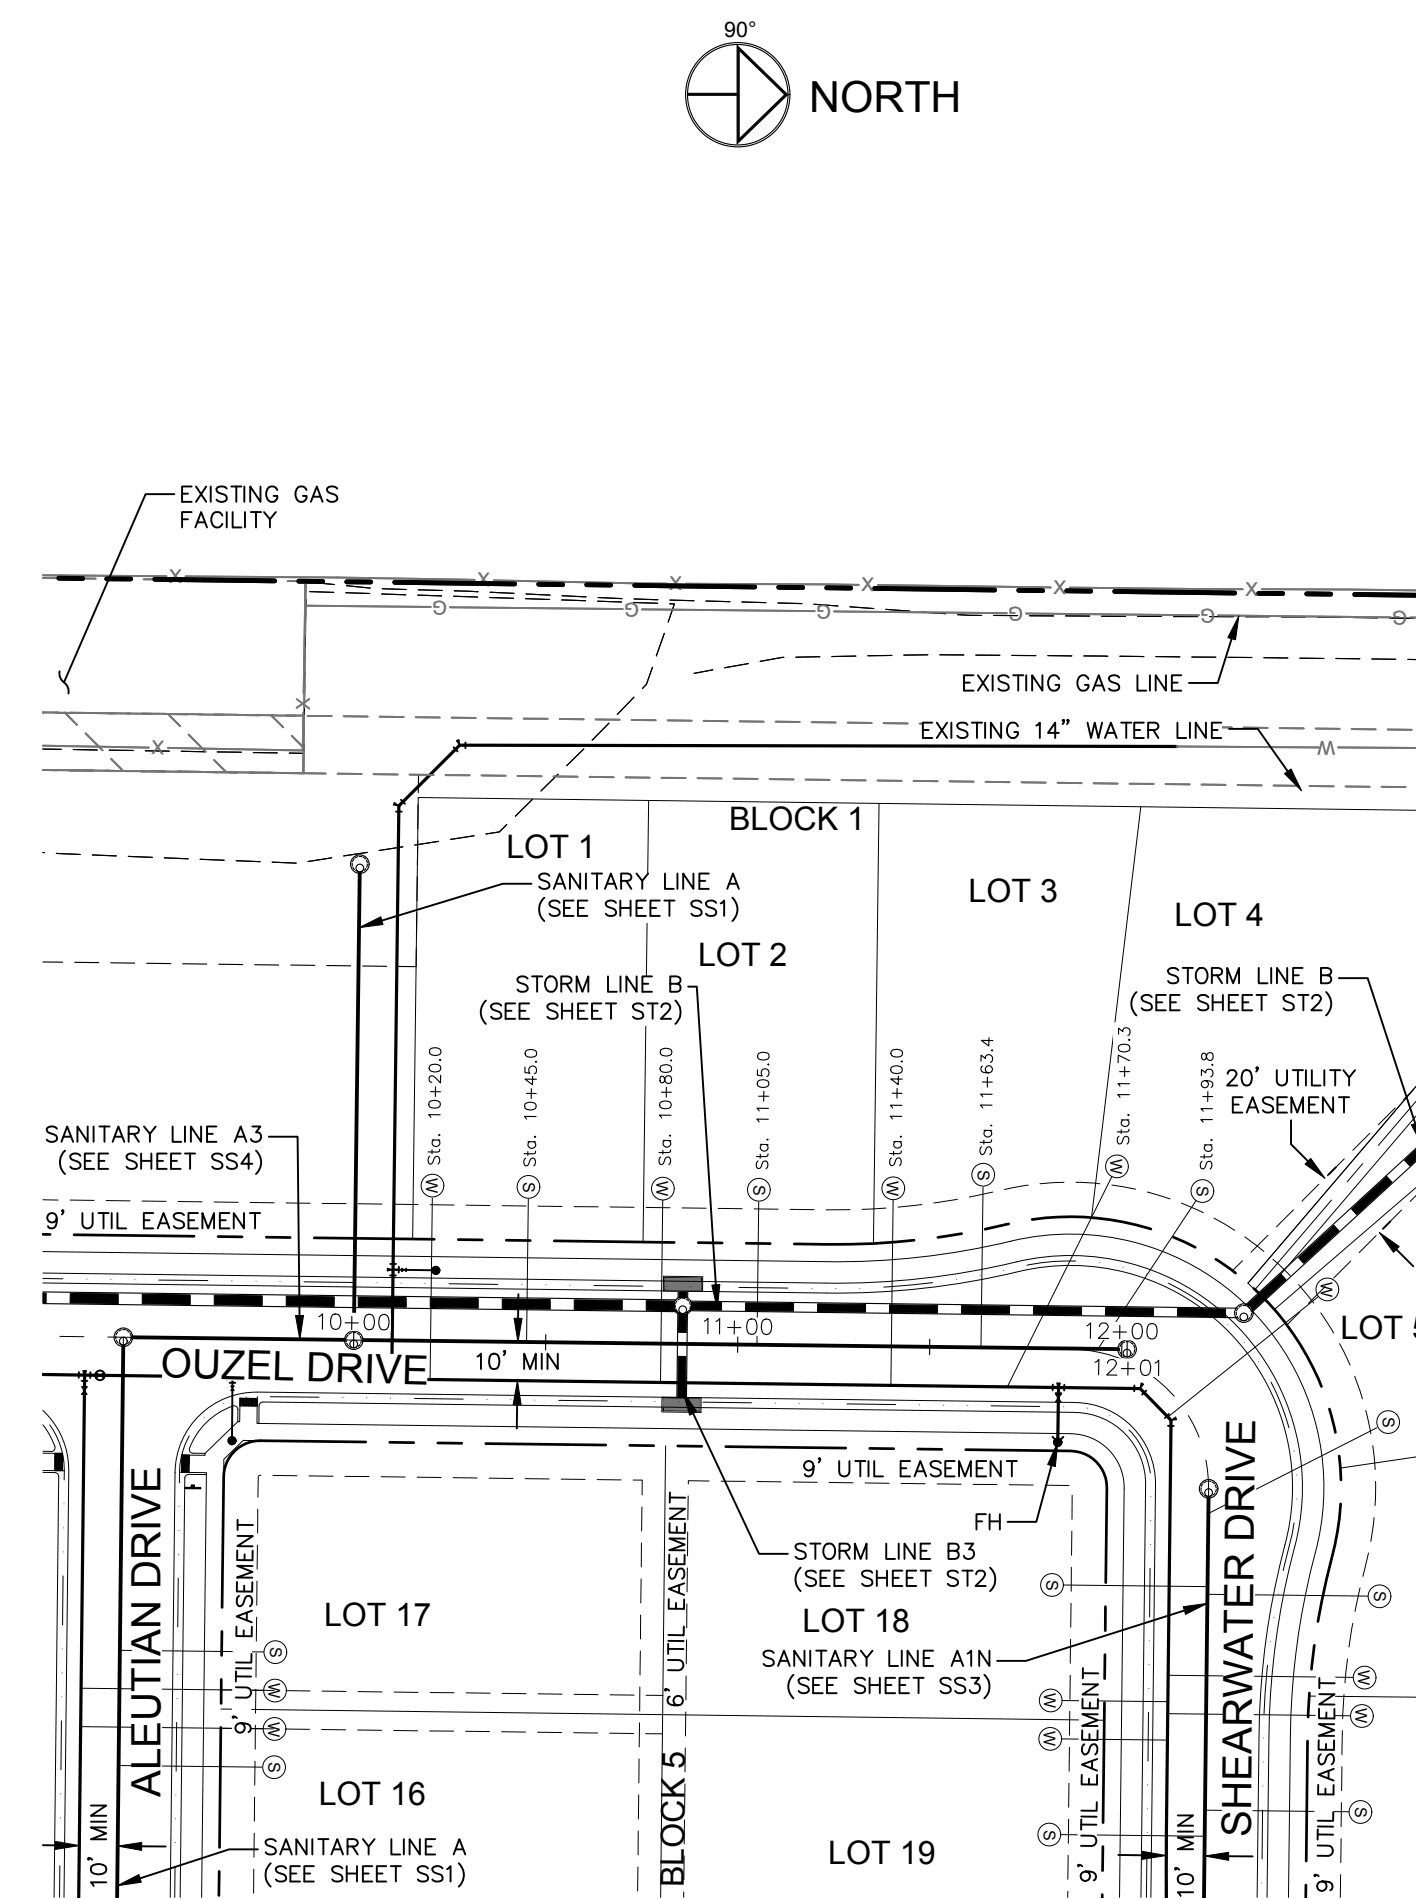 90°
NORTH
EXISTING GAS
FACILITY
X
X
X
X
X
X
G
G
G
G
G
G
EXISTING GAS LINE
X
X
EXISTING 14" WATER LINE
W
BLOCK 1
LOT 1
SANITARY LINE A
(SEE SHEET SS1)
LOT 3
LOT 4
LOT 2
STORM LINE B
(SEE SHEET ST2)
STORM LINE B
(SEE SHEET ST2)
20' UTILITY
EASEMENT
W Sta. 10+20.0
S Sta. 10+45.0
W Sta. 10+80.0
S Sta. 11+05.0
W Sta. 11+40.0
S Sta. 11+63.4
W Sta. 11+70.3
S Sta. 11+93.8
SANITARY LINE A3
(SEE SHEET SS4)
9' UTIL EASEMENT
W
LOT 5
10+00
11+00
12+00
12+01
OUZEL DRIVE
10' MIN
9' UTIL EASEMENT
S
FH
STORM LINE B3
(SEE SHEET ST2)
ALEUTIAN DRIVE
9' UTIL EASEMENT
6' UTIL EASEMENT
SHEARWATER DRIVE
S
S
LOT 17
LOT 18
SANITARY LINE A1N
(SEE SHEET SS3)
S
W
W
S
W
W
W
W
9' UTIL EASEMENT
9' UTIL EASEMENT
BLOCK 5
LOT 16
S
S
10' MIN
10' MIN
SANITARY LINE A
(SEE SHEET SS1)
LOT 19